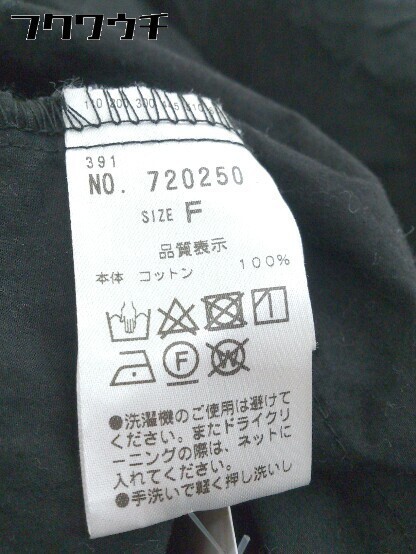 フクワウチ
391
NO. 720250
SIZE F
品質表示
本体 コットン 100%
F
W
●洗濯機のご使用は避けて
ください。またドライクリ
ーニングの際は、ネットに
入れてください。
●手洗いで軽く押し洗いし